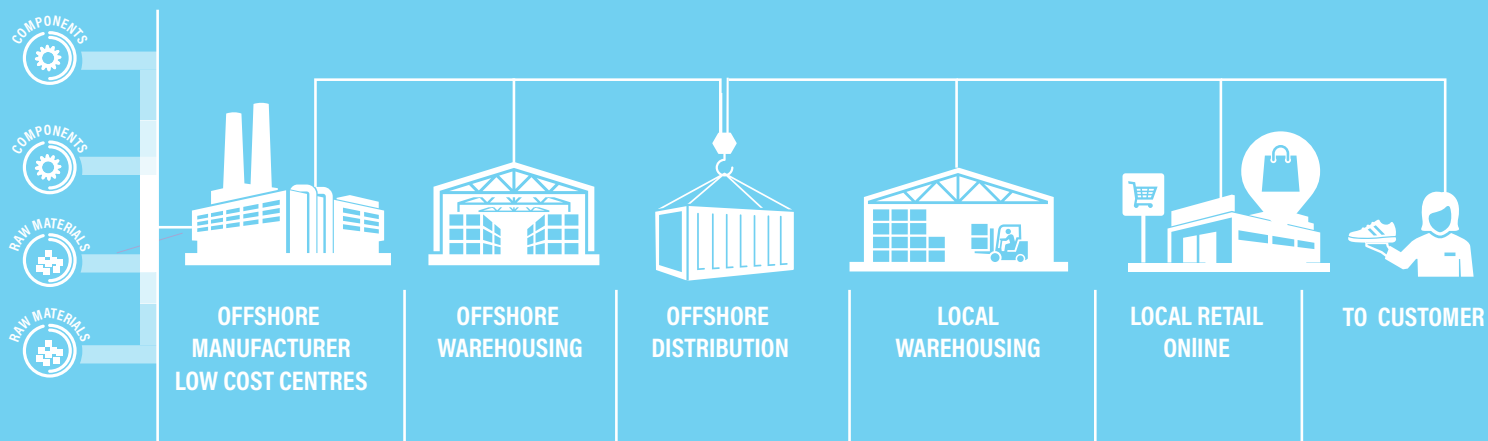 COMPONENTS
COMPONENTS
RAW MATERIALS
RAW MATERIALS
OFFSHORE
MANUFACTURER
LOW COST CENTRES
OFFSHORE
WAREHOUSING
OFFSHORE
DISTRIBUTION
LOCAL
WAREHOUSING
LOCAL RETAIL
ONlINE
TO CUSTOMER